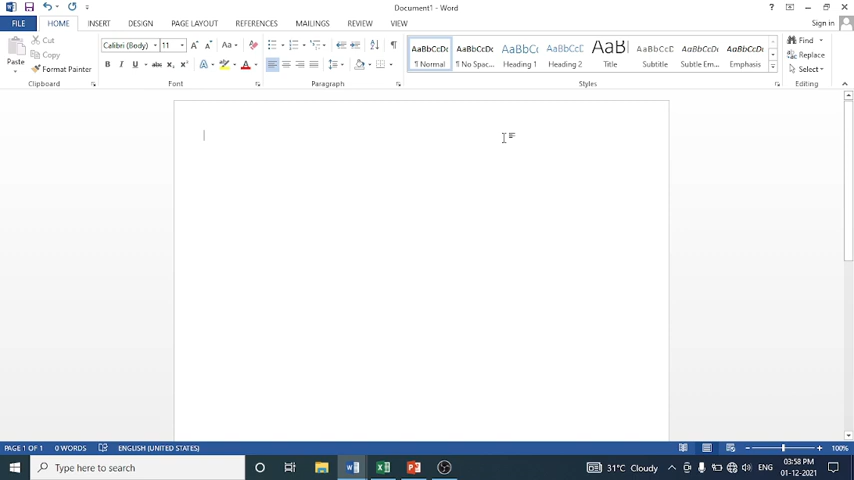 Document1 - Word
Sign in
FILE HOME INSERT DESIGN PAGE LAYOUT REFERENCES MAILINGS REVIEW VIEW
Paste
Cut
Copy
Format Painter
Clipboard
Calibri (Body) 11
Font
Paragraph
AaBbCcDc AaBbCcDc AaBbCc AaBbCcD AaB AaBbCcD AaBbCcDc AaBbCcDc
¶ Normal ¶ No Spac... Heading 1 Heading 2 Title Subtitle Subtle Em... Emphasis
Styles
Find
Replace
Select
Editing
PAGE 1 OF 1 0 WORDS ENGLISH (UNITED STATES) 100%
Type here to search
31°C Cloudy
ENG
03:58 PM
01-12-2021